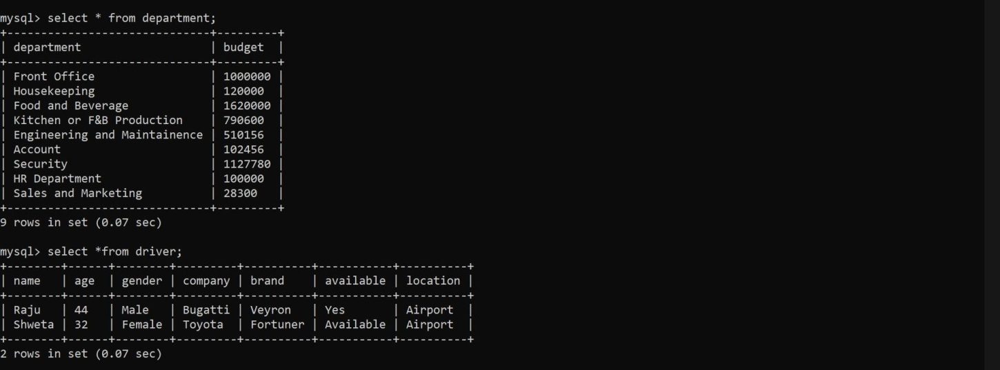 mysql> select * from department;
+------------------------------+---------+
| department                   | budget  |
+------------------------------+---------+
| Front Office                 | 1000000 |
| Housekeeping                 | 120000  |
| Food and Beverage            | 1620000 |
| Kitchen or F&B Production    | 790600  |
| Engineering and Maintainence | 510156  |
| Account                      | 102456  |
| Security                     | 1127780 |
| HR Department                | 100000  |
| Sales and Marketing          | 28300   |
+------------------------------+---------+
9 rows in set (0.07 sec)

mysql> select *from driver;
+--------+------+--------+---------+----------+-----------+----------+
| name   | age  | gender | company | brand    | available | location |
+--------+------+--------+---------+----------+-----------+----------+
| Raju   | 44   | Male   | Bugatti | Veyron   | Yes       | Airport  |
| Shweta | 32   | Female | Toyota  | Fortuner | Available | Airport  |
+--------+------+--------+---------+----------+-----------+----------+
2 rows in set (0.07 sec)